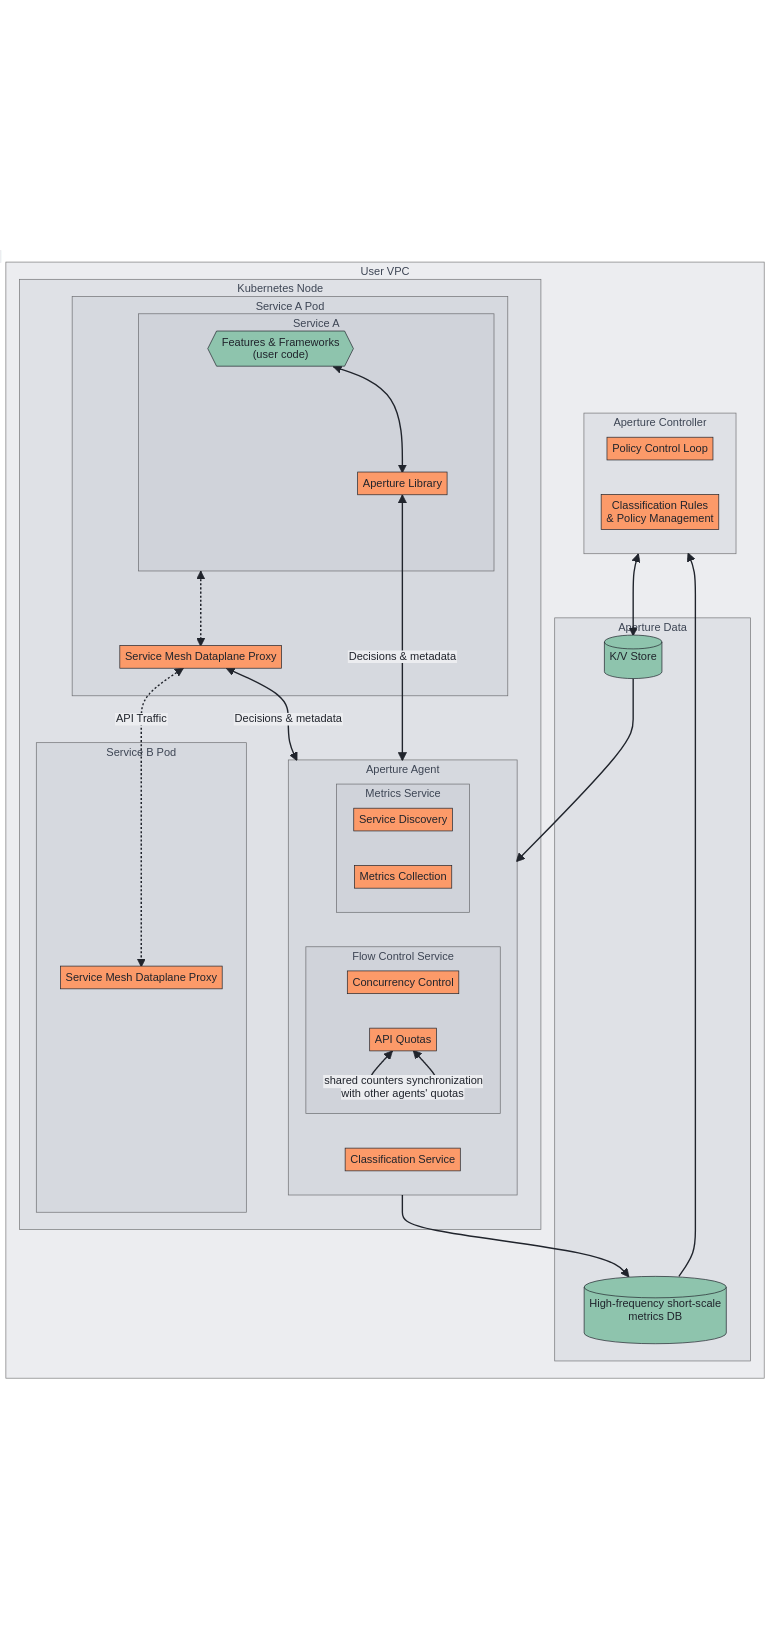 User VPC
Kubernetes Node
Service A Pod
Service A
Features & Frameworks
(user code)
Aperture Library
Service Mesh Dataplane Proxy
Decisions & metadata
API Traffic
Decisions & metadata
Service B Pod
Service Mesh Dataplane Proxy
Aperture Agent
Metrics Service
Service Discovery
Metrics Collection
Flow Control Service
Concurrency Control
API Quotas
shared counters synchronization
with other agents' quotas
Classification Service
Aperture Controller
Policy Control Loop
Classification Rules
& Policy Management
Aperture Data
K/V Store
High-frequency short-scale
metrics DB